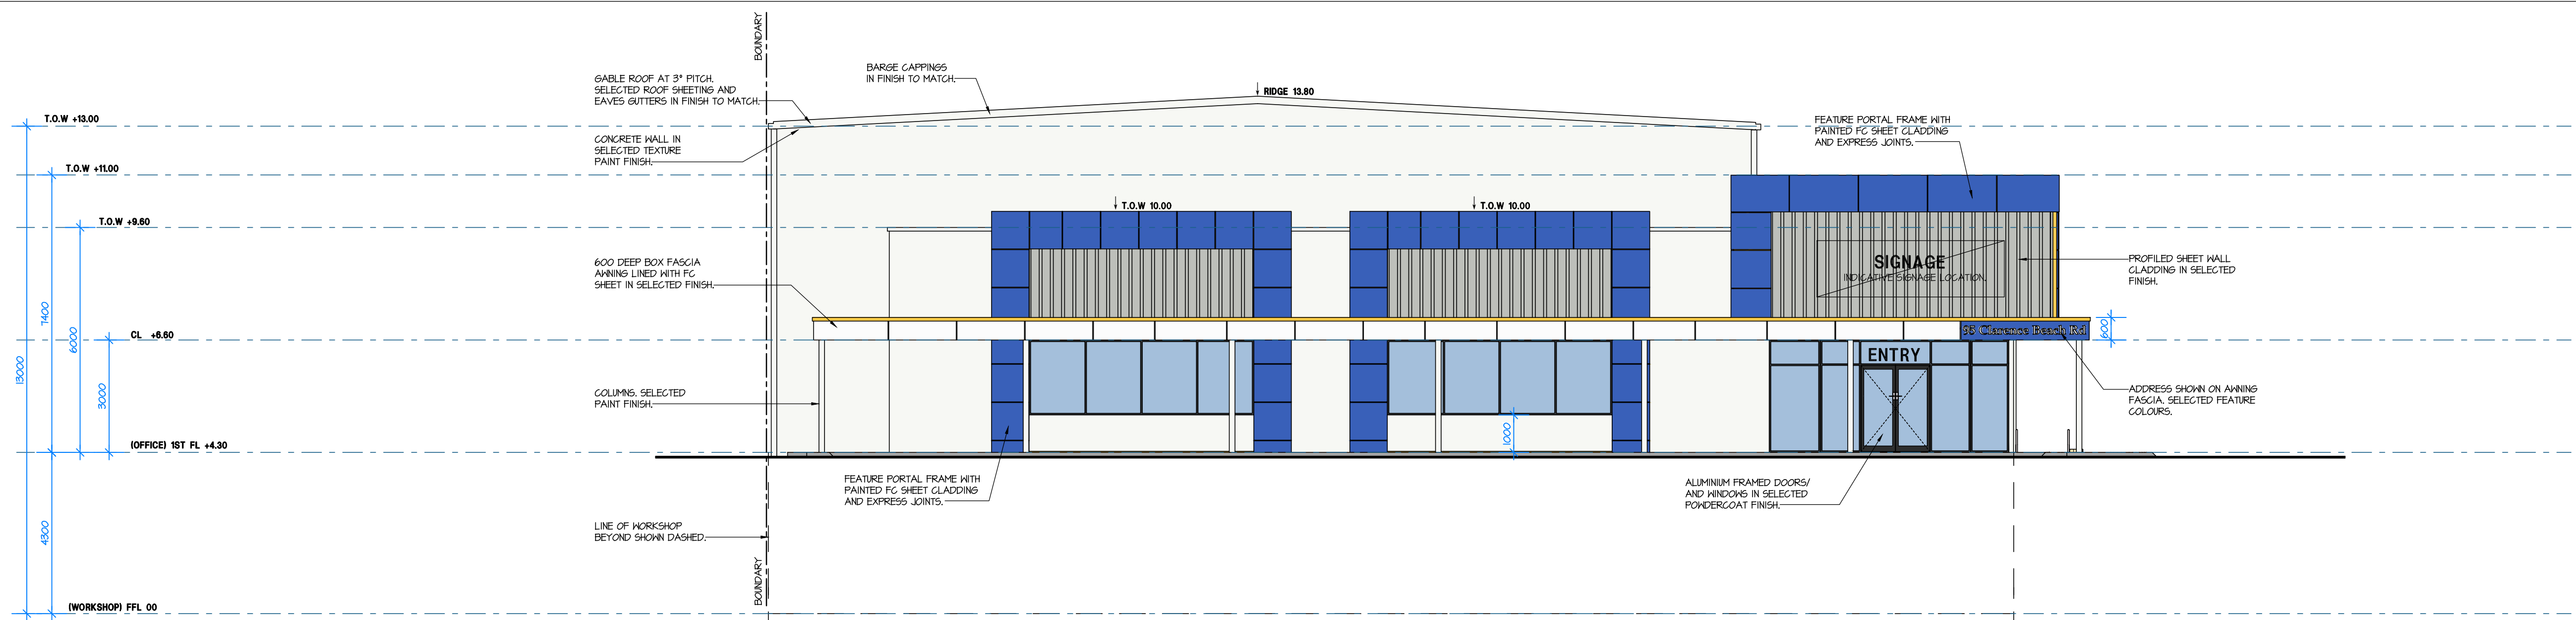 BOUNDARY
GABLE ROOF AT 3° PITCH.
SELECTED ROOF SHEETING AND
EAVES GUTTERS IN FINISH TO MATCH.
BARGE CAPPINGS
IN FINISH TO MATCH.
RIDGE 13.80
T.O.W +13.00
CONCRETE WALL IN
SELECTED TEXTURE
PAINT FINISH.
FEATURE PORTAL FRAME WITH
PAINTED FC SHEET CLADDING
AND EXPRESS JOINTS.
T.O.W +11.00
T.O.W 10.00
T.O.W 10.00
T.O.W +9.60
600 DEEP BOX FASCIA
AWNING LINED WITH FC
SHEET IN SELECTED FINISH.
SIGNAGE
INDICATIVE SIGNAGE LOCATION.
PROFILED SHEET WALL
CLADDING IN SELECTED
FINISH.
13000
7400
6000
3000
CL +6.60
95 Clarence Beach Rd
600
ENTRY
COLUMNS. SELECTED
PAINT FINISH.
ADDRESS SHOWN ON AWNING
FASCIA. SELECTED FEATURE
COLOURS.
1000
(OFFICE) 1ST FL +4.30
FEATURE PORTAL FRAME WITH
PAINTED FC SHEET CLADDING
AND EXPRESS JOINTS.
ALUMINIUM FRAMED DOORS/
AND WINDOWS IN SELECTED
POWDERCOAT FINISH.
4300
LINE OF WORKSHOP
BEYOND SHOWN DASHED.
BOUNDARY
(WORKSHOP) FFL 00